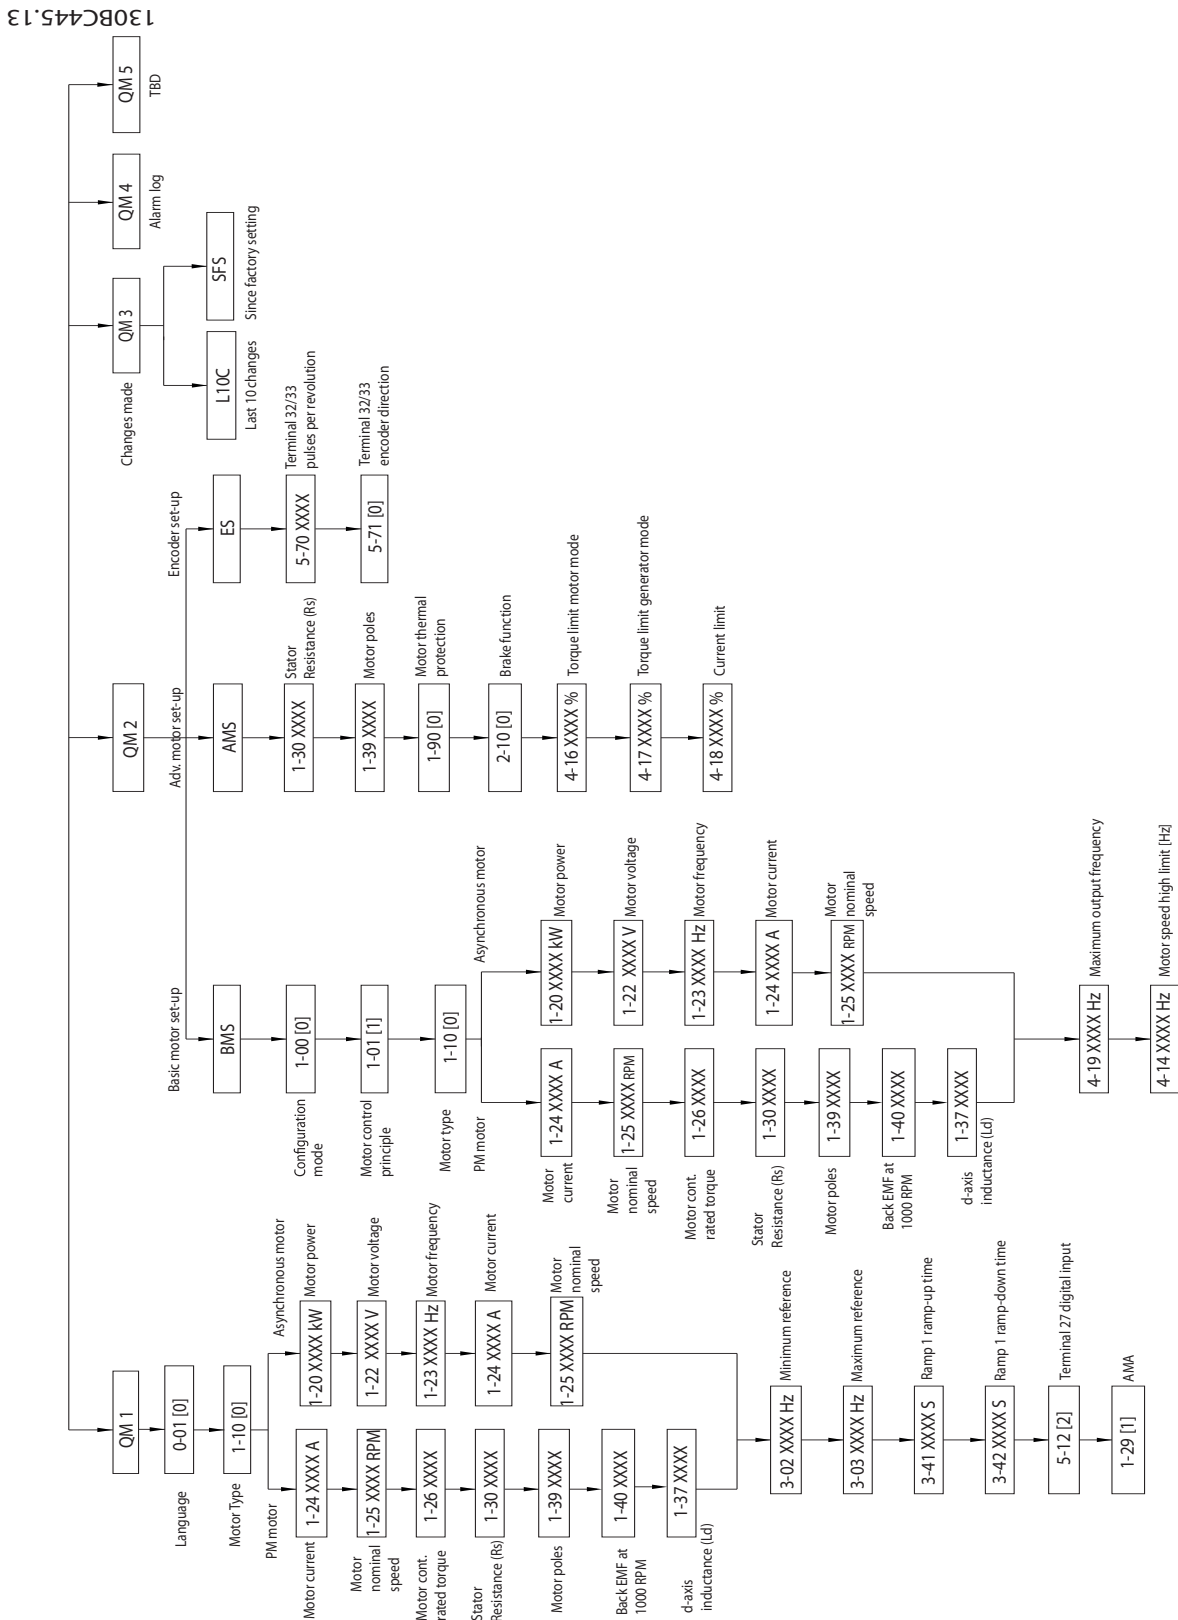 130BC445.13
QM 1
0-01 [0]
Language
1-10 [0]
Motor Type
PM motor
1-24 XXXX A
Motor current
1-25 XXXX RPM
Motor
nominal
speed
1-26 XXXX
Motor cont.
rated torque
1-30 XXXX
Stator
Resistance (Rs)
1-39 XXXX
Motor poles
1-40 XXXX
Back EMF at
1000 RPM
1-37 XXXX
d-axis
inductance (Ld)
Asynchronous motor
1-20 XXXX kW
Motor power
1-22 XXXX V
Motor voltage
1-23 XXXX Hz
Motor frequency
1-24 XXXX A
Motor current
1-25 XXXX RPM
Motor
nominal
speed
3-02 XXXX Hz
Minimum reference
3-03 XXXX Hz
Maximum reference
3-41 XXXX S
Ramp 1 ramp-up time
3-42 XXXX S
Ramp 1 ramp-down time
5-12 [2]
Terminal 27 digital input
1-29 [1]
AMA
QM 2
Basic motor set-up
BMS
1-00 [0]
Configuration
mode
1-01 [1]
Motor control
principle
1-10 [0]
Motor type
PM motor
1-24 XXXX A
Motor
current
1-25 XXXX RPM
Motor
nominal
speed
1-26 XXXX
Motor cont.
rated torque
1-30 XXXX
Stator
Resistance (Rs)
1-39 XXXX
Motor poles
1-40 XXXX
Back EMF at
1000 RPM
1-37 XXXX
d-axis
inductance (Ld)
Asynchronous motor
1-20 XXXX kW
Motor power
1-22 XXXX V
Motor voltage
1-23 XXXX Hz
Motor frequency
1-24 XXXX A
Motor current
1-25 XXXX RPM
Motor
nominal
speed
4-19 XXXX Hz
Maximum output frequency
4-14 XXXX Hz
Motor speed high limit [Hz]
Adv. motor set-up
AMS
1-30 XXXX
Stator
Resistance (Rs)
1-39 XXXX
Motor poles
1-90 [0]
Motor thermal
protection
2-10 [0]
Brake function
4-16 XXXX %
Torque limit motor mode
4-17 XXXX %
Torque limit generator mode
4-18 XXXX %
Current limit
Encoder set-up
ES
5-70 XXXX
Terminal 32/33
pulses per revolution
5-71 [0]
Terminal 32/33
encoder direction
QM 3
Changes made
L10C
Last 10 changes
SFS
Since factory setting
QM 4
Alarm log
QM 5
TBD